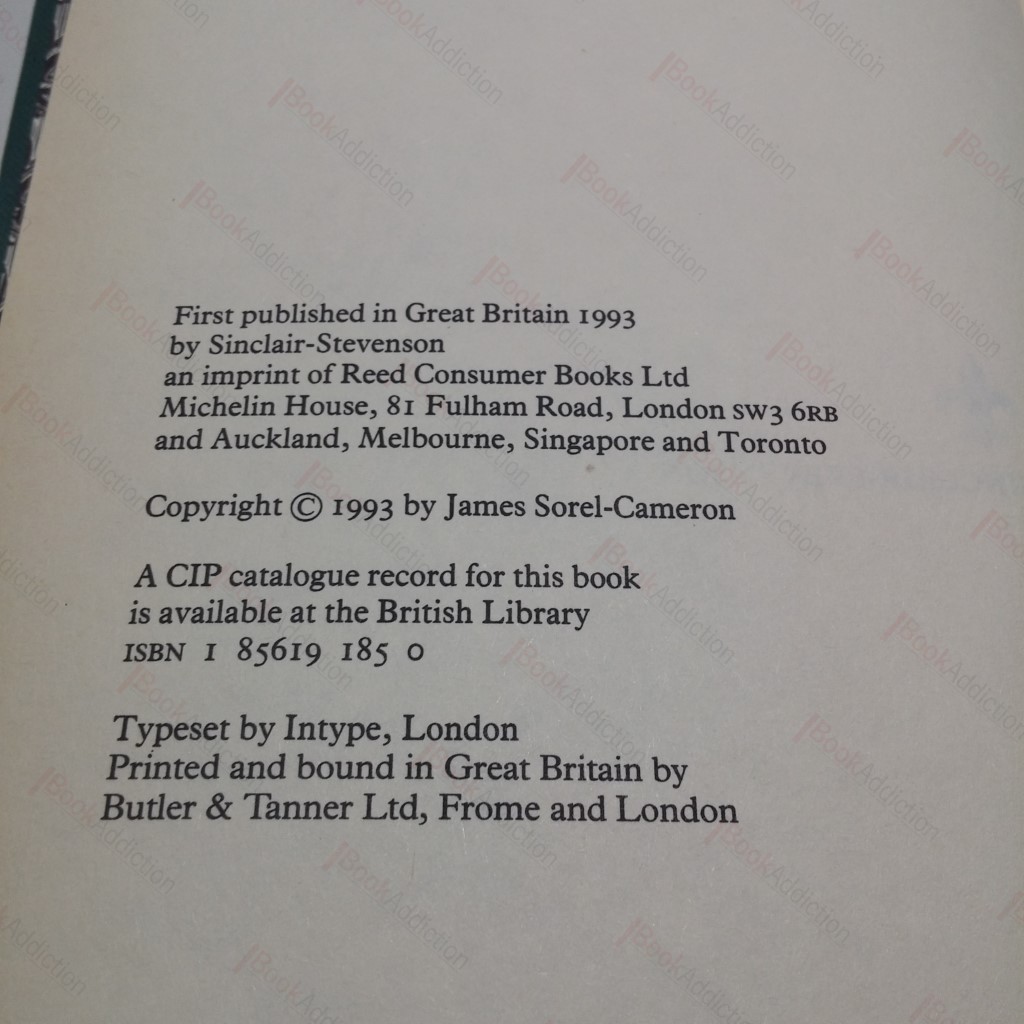 First published in Great Britain 1993
by Sinclair-Stevenson
an imprint of Reed Consumer Books Ltd
Michelin House, 81 Fulham Road, London SW3 6RB
and Auckland, Melbourne, Singapore and Toronto
Copyright © 1993 by James Sorel-Cameron
A CIP catalogue record for this book
is available at the British Library
ISBN 1 85619 185 0
Typeset by Intype, London
Printed and bound in Great Britain by
Butler & Tanner Ltd, Frome and London